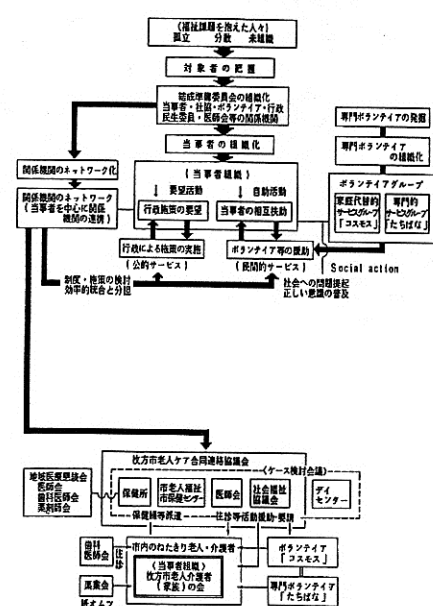 (福祉課題を抱えた人々)
孤立 分散 未組織
対象者の把握
結成準備委員会の組織化
当事者・社協・ボランテイア・行政
民生委員・医師会等の関係機関
専門ボランテイアの発掘
当事者の組織化
専門ボランテイア
の組織化
関係機関のネットワーク化
(当事者組織)
要望活動
自助活動
ボランテイアグループ
関係機関のネットワーク
(当事者を中心に関係
機関の連携)
行政施策の要望
当事者の相互扶助
家庭代替的
サービスグループ
「コスモス」
専門的
サービスグループ
「たちばな」
行政による施策の実施
(公的サービス)
ボランテイア等の援助
(民間的サービス)
Social action
制度・施策の検討
効率的統合と分担
社会への問題提起
正しい意識の普及
枚方市老人ケア合同連絡協議会
(ケース検討会議)
地域医療懇談会
医師会
歯科医師会
薬剤師会
保健所
市老人福祉
市保健センター
医師会
社会福祉
協議会
デイ
センター
保健婦等派遣
往診等活動援助・要請
歯科
医師会
往診
市内のねたきり老人・介護者
ボランテイア
「コスモス」
(当事者組織)
枚方市老人介護者
(家族)の会
薬業会
専門ボランテイア
「たちばな」
紙オムツ